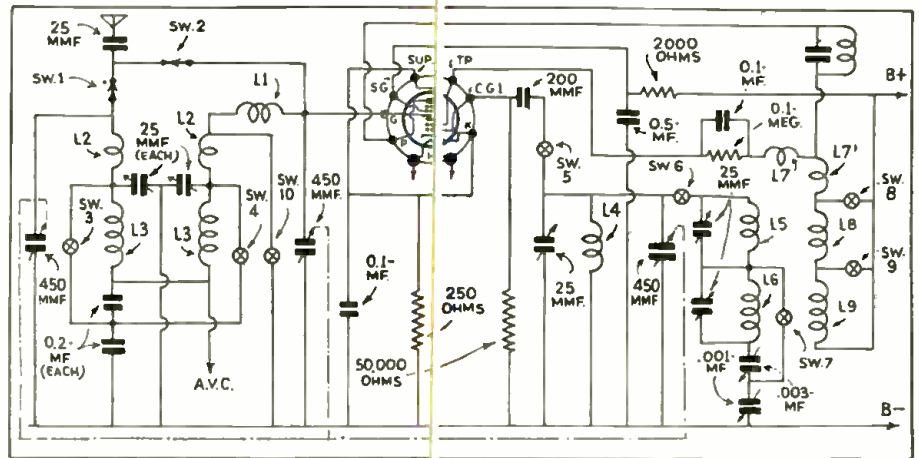 25
MMF
SW.2
SW.1
L1
L2
25
MMF
(EACH)
L2
SW.
3
L3
L3
SW.
4
SW.
10
450
MMF.
450
MMF
0.2-
MF
(EACH)
A.V.C.
SUP.
SG
G
P
TP
CG1
K
200
MMF
0.1-
MF.
250
OHMS
50,000
OHMS
SW.
5
25
MMF.
L4
450
MMF
0.5-
MF.
2000
OHMS
0.1-
MF.
0.1-
MEG.
SW.6
25
MMF
L7
L7'
L5
L6
SW.7
.001-
MF
.003-
MF
SW.
8
L8
SW.
9
L9
B+
B-